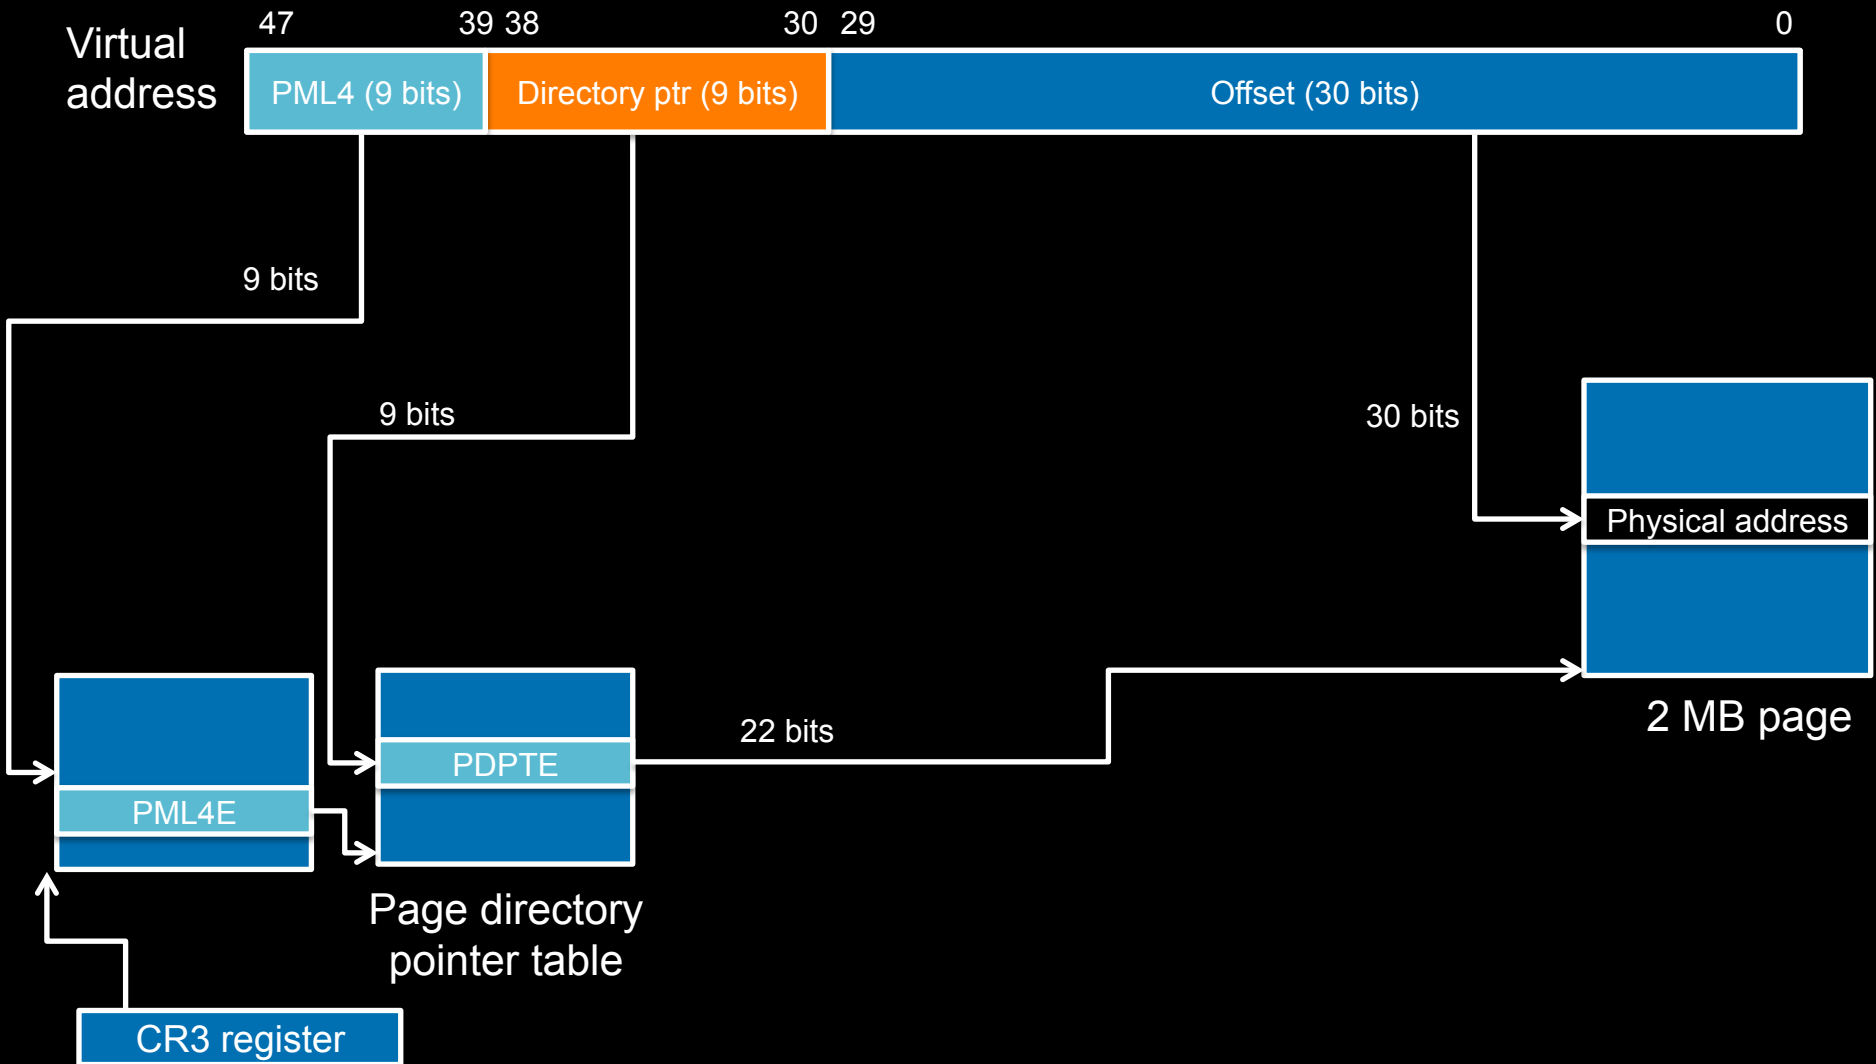 47
39 38
30 29
0
Virtual
address
PML4 (9 bits)
Directory ptr (9 bits)
Offset (30 bits)
9 bits
9 bits
30 bits
Physical address
2 MB page
22 bits
PDPTE
PML4E
Page directory
pointer table
CR3 register